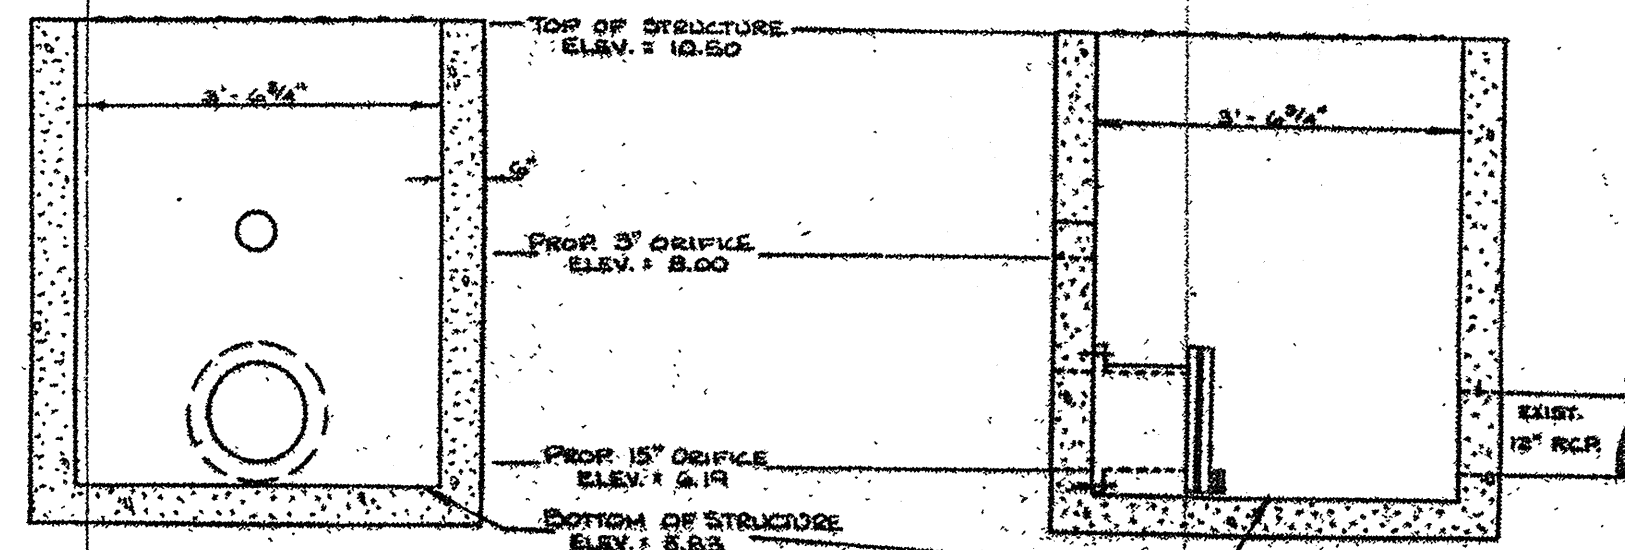 TOP OF STRUCTURE
ELEV. = 10.50
3'-6 3/4"
3'-6 3/4"
6"
PROP. 3" ORIFICE
ELEV. = 8.00
EXIST.
RCP
PROP. 15" ORIFICE
ELEV. = 6.19
BOTTOM OF STRUCTURE
ELEV. =